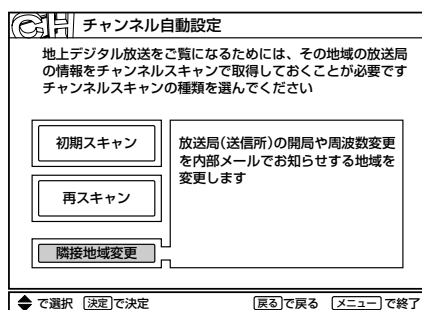 CH チャンネル自動設定
地上デジタル放送をご覧になるためには、その地域の放送局
の情報をチャンネルスキャンで取得しておくことが必要です
チャンネルスキャンの種類を選んでください
初期スキャン
再スキャン
隣接地域変更
放送局(送信所)の開局や周波数変更
を内部メールでお知らせする地域を
変更します
で選択 決定で決定 戻るで戻る メニューで終了